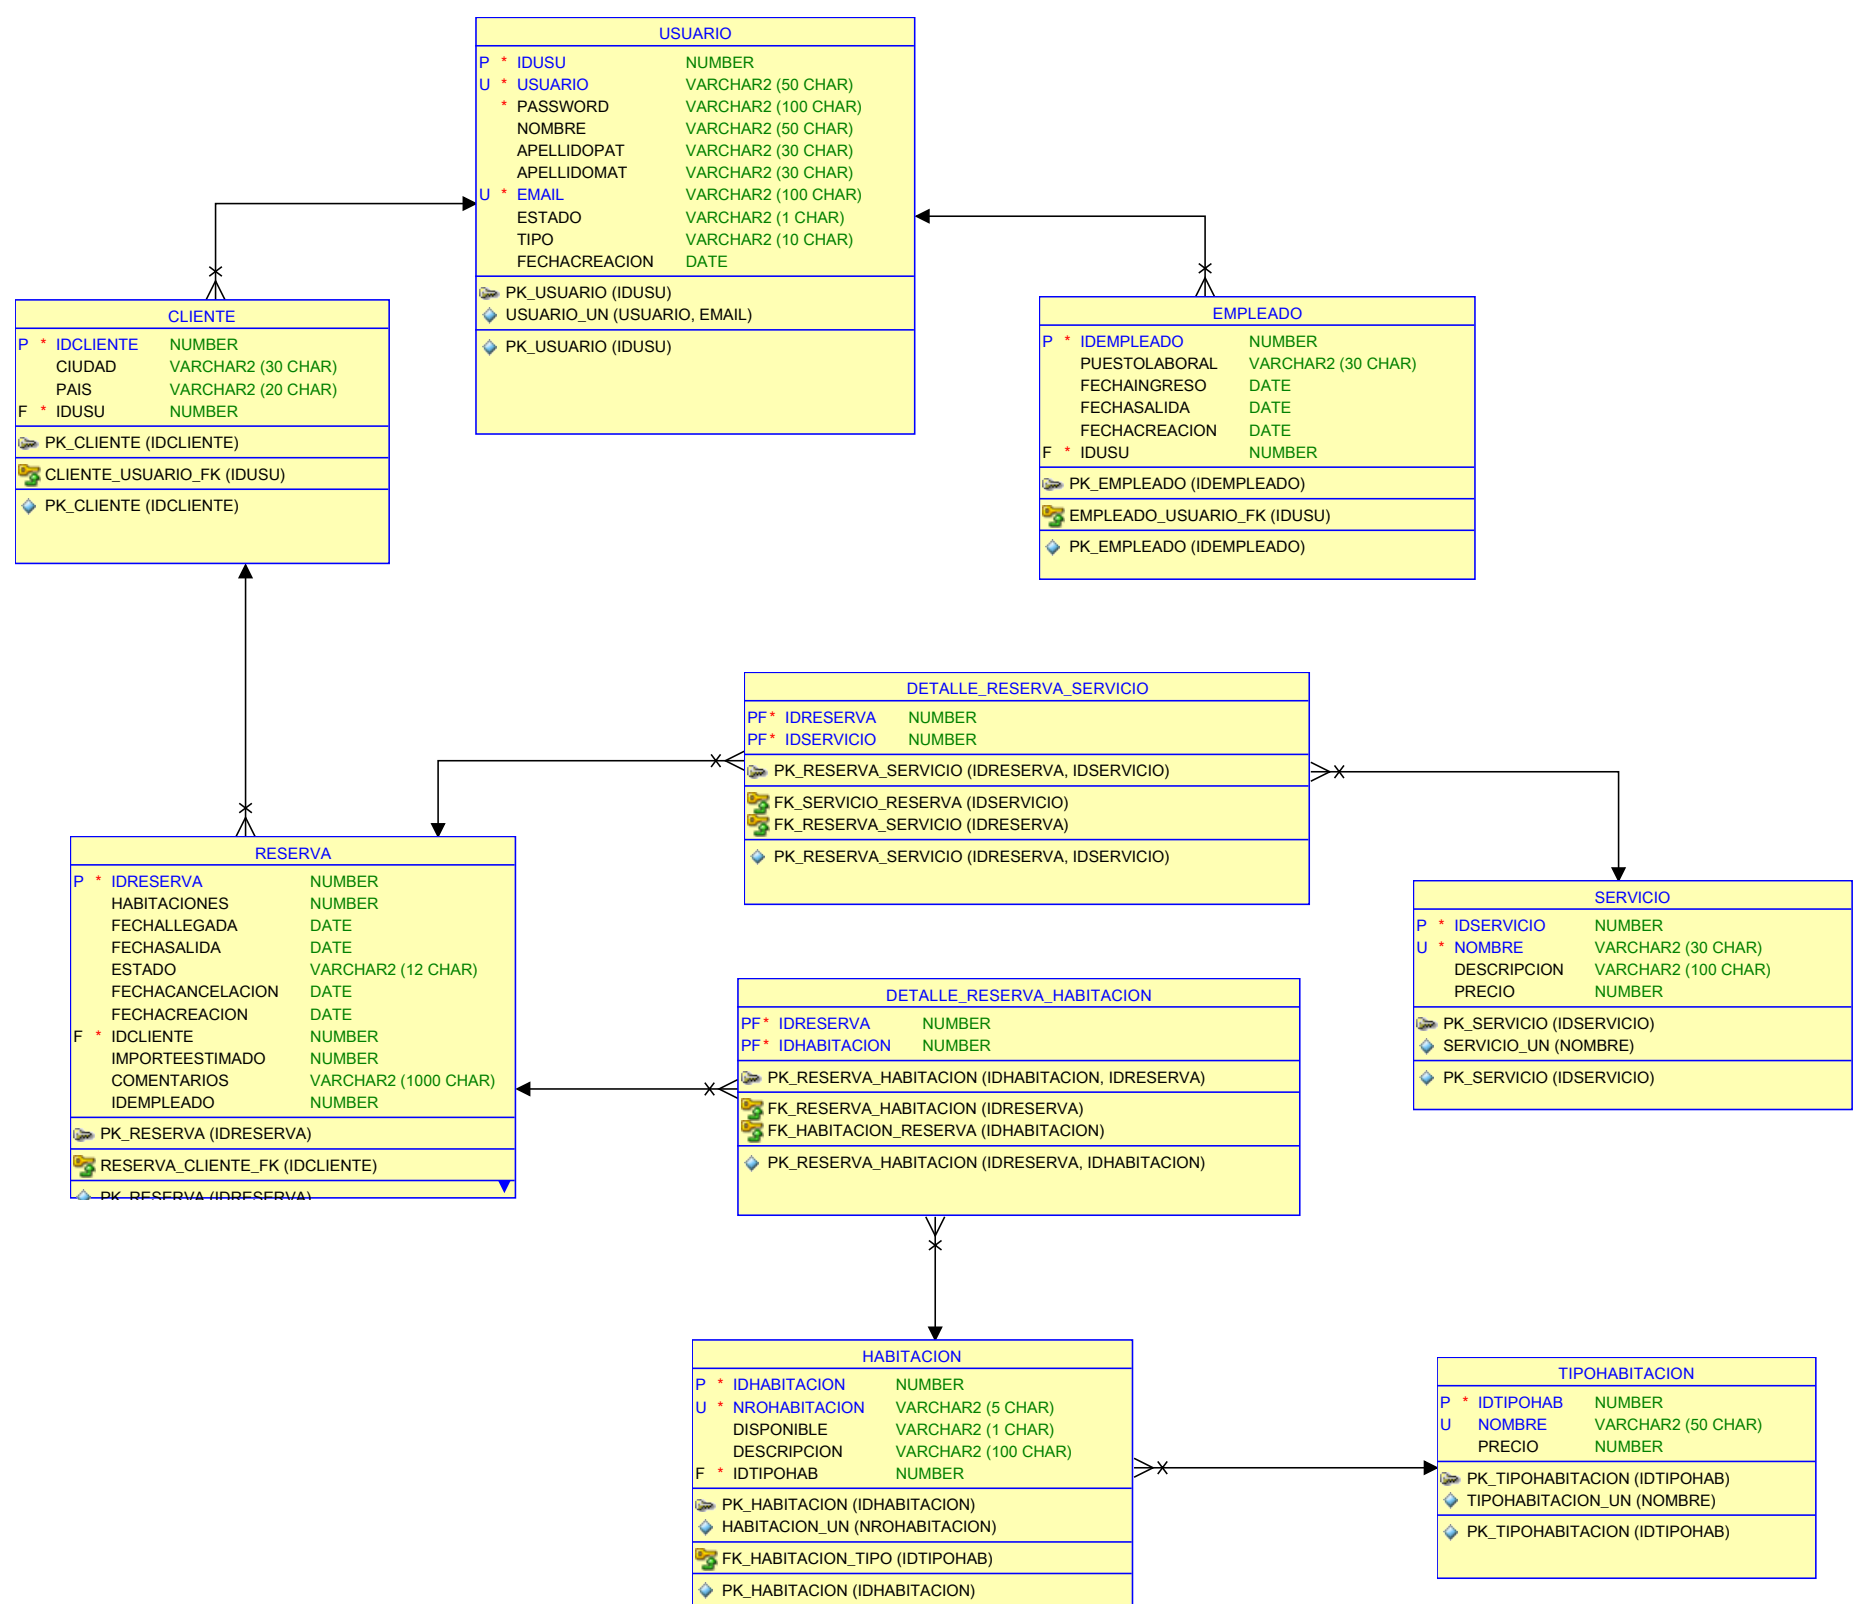 USUARIO
P * IDUSU NUMBER
U * USUARIO VARCHAR2 (50 CHAR)
* PASSWORD VARCHAR2 (100 CHAR)
NOMBRE VARCHAR2 (50 CHAR)
APELLIDOPAT VARCHAR2 (30 CHAR)
APELLIDOMAT VARCHAR2 (30 CHAR)
U * EMAIL VARCHAR2 (100 CHAR)
ESTADO VARCHAR2 (1 CHAR)
TIPO VARCHAR2 (10 CHAR)
FECHACREACION DATE
PK_USUARIO (IDUSU)
USUARIO_UN (USUARIO, EMAIL)
PK_USUARIO (IDUSU)
CLIENTE
P * IDCLIENTE NUMBER
CIUDAD VARCHAR2 (30 CHAR)
PAIS VARCHAR2 (20 CHAR)
F * IDUSU NUMBER
PK_CLIENTE (IDCLIENTE)
CLIENTE_USUARIO_FK (IDUSU)
PK_CLIENTE (IDCLIENTE)
EMPLEADO
P * IDEMPLEADO NUMBER
PUESTOLABORAL VARCHAR2 (30 CHAR)
FECHAINGRESO DATE
FECHASALIDA DATE
FECHACREACION DATE
F * IDUSU NUMBER
PK_EMPLEADO (IDEMPLEADO)
EMPLEADO_USUARIO_FK (IDUSU)
PK_EMPLEADO (IDEMPLEADO)
DETALLE_RESERVA_SERVICIO
PF* IDRESERVA NUMBER
PF* IDSERVICIO NUMBER
PK_RESERVA_SERVICIO (IDRESERVA, IDSERVICIO)
FK_SERVICIO_RESERVA (IDSERVICIO)
FK_RESERVA_SERVICIO (IDRESERVA)
PK_RESERVA_SERVICIO (IDRESERVA, IDSERVICIO)
RESERVA
P * IDRESERVA NUMBER
HABITACIONES NUMBER
FECHALLEGADA DATE
FECHASALIDA DATE
ESTADO VARCHAR2 (12 CHAR)
FECHACANCELACION DATE
FECHACREACION DATE
F * IDCLIENTE NUMBER
IMPORTEESTIMADO NUMBER
COMENTARIOS VARCHAR2 (1000 CHAR)
IDEMPLEADO NUMBER
PK_RESERVA (IDRESERVA)
RESERVA_CLIENTE_FK (IDCLIENTE)
PK_RESERVA (IDRESERVA)
SERVICIO
P * IDSERVICIO NUMBER
U * NOMBRE VARCHAR2 (30 CHAR)
DESCRIPCION VARCHAR2 (100 CHAR)
PRECIO NUMBER
PK_SERVICIO (IDSERVICIO)
SERVICIO_UN (NOMBRE)
PK_SERVICIO (IDSERVICIO)
DETALLE_RESERVA_HABITACION
PF* IDRESERVA NUMBER
PF* IDHABITACION NUMBER
PK_RESERVA_HABITACION (IDHABITACION, IDRESERVA)
FK_RESERVA_HABITACION (IDRESERVA)
FK_HABITACION_RESERVA (IDHABITACION)
PK_RESERVA_HABITACION (IDRESERVA, IDHABITACION)
HABITACION
P * IDHABITACION NUMBER
U * NROHABITACION VARCHAR2 (5 CHAR)
DISPONIBLE VARCHAR2 (1 CHAR)
DESCRIPCION VARCHAR2 (100 CHAR)
F * IDTIPOHAB NUMBER
PK_HABITACION (IDHABITACION)
HABITACION_UN (NROHABITACION)
FK_HABITACION_TIPO (IDTIPOHAB)
PK_HABITACION (IDHABITACION)
TIPOHABITACION
P * IDTIPOHAB NUMBER
U NOMBRE VARCHAR2 (50 CHAR)
PRECIO NUMBER
PK_TIPOHABITACION (IDTIPOHAB)
TIPOHABITACION_UN (NOMBRE)
PK_TIPOHABITACION (IDTIPOHAB)